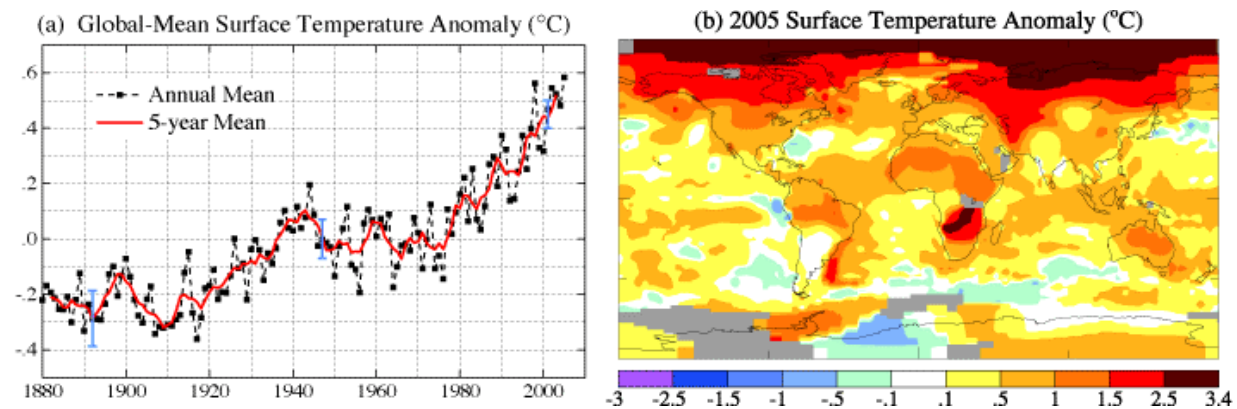 (a) Global-Mean Surface Temperature Anomaly (°C)
.6
.4
.2
.0
-.2
-.4
Annual Mean
5-year Mean
1880 1900 1920 1940 1960 1980 2000
(b) 2005 Surface Temperature Anomaly (°C)
-3 -2.5 -1.5 -1 -.5 -.1 .1 .5 1 1.5 2.5 3.4